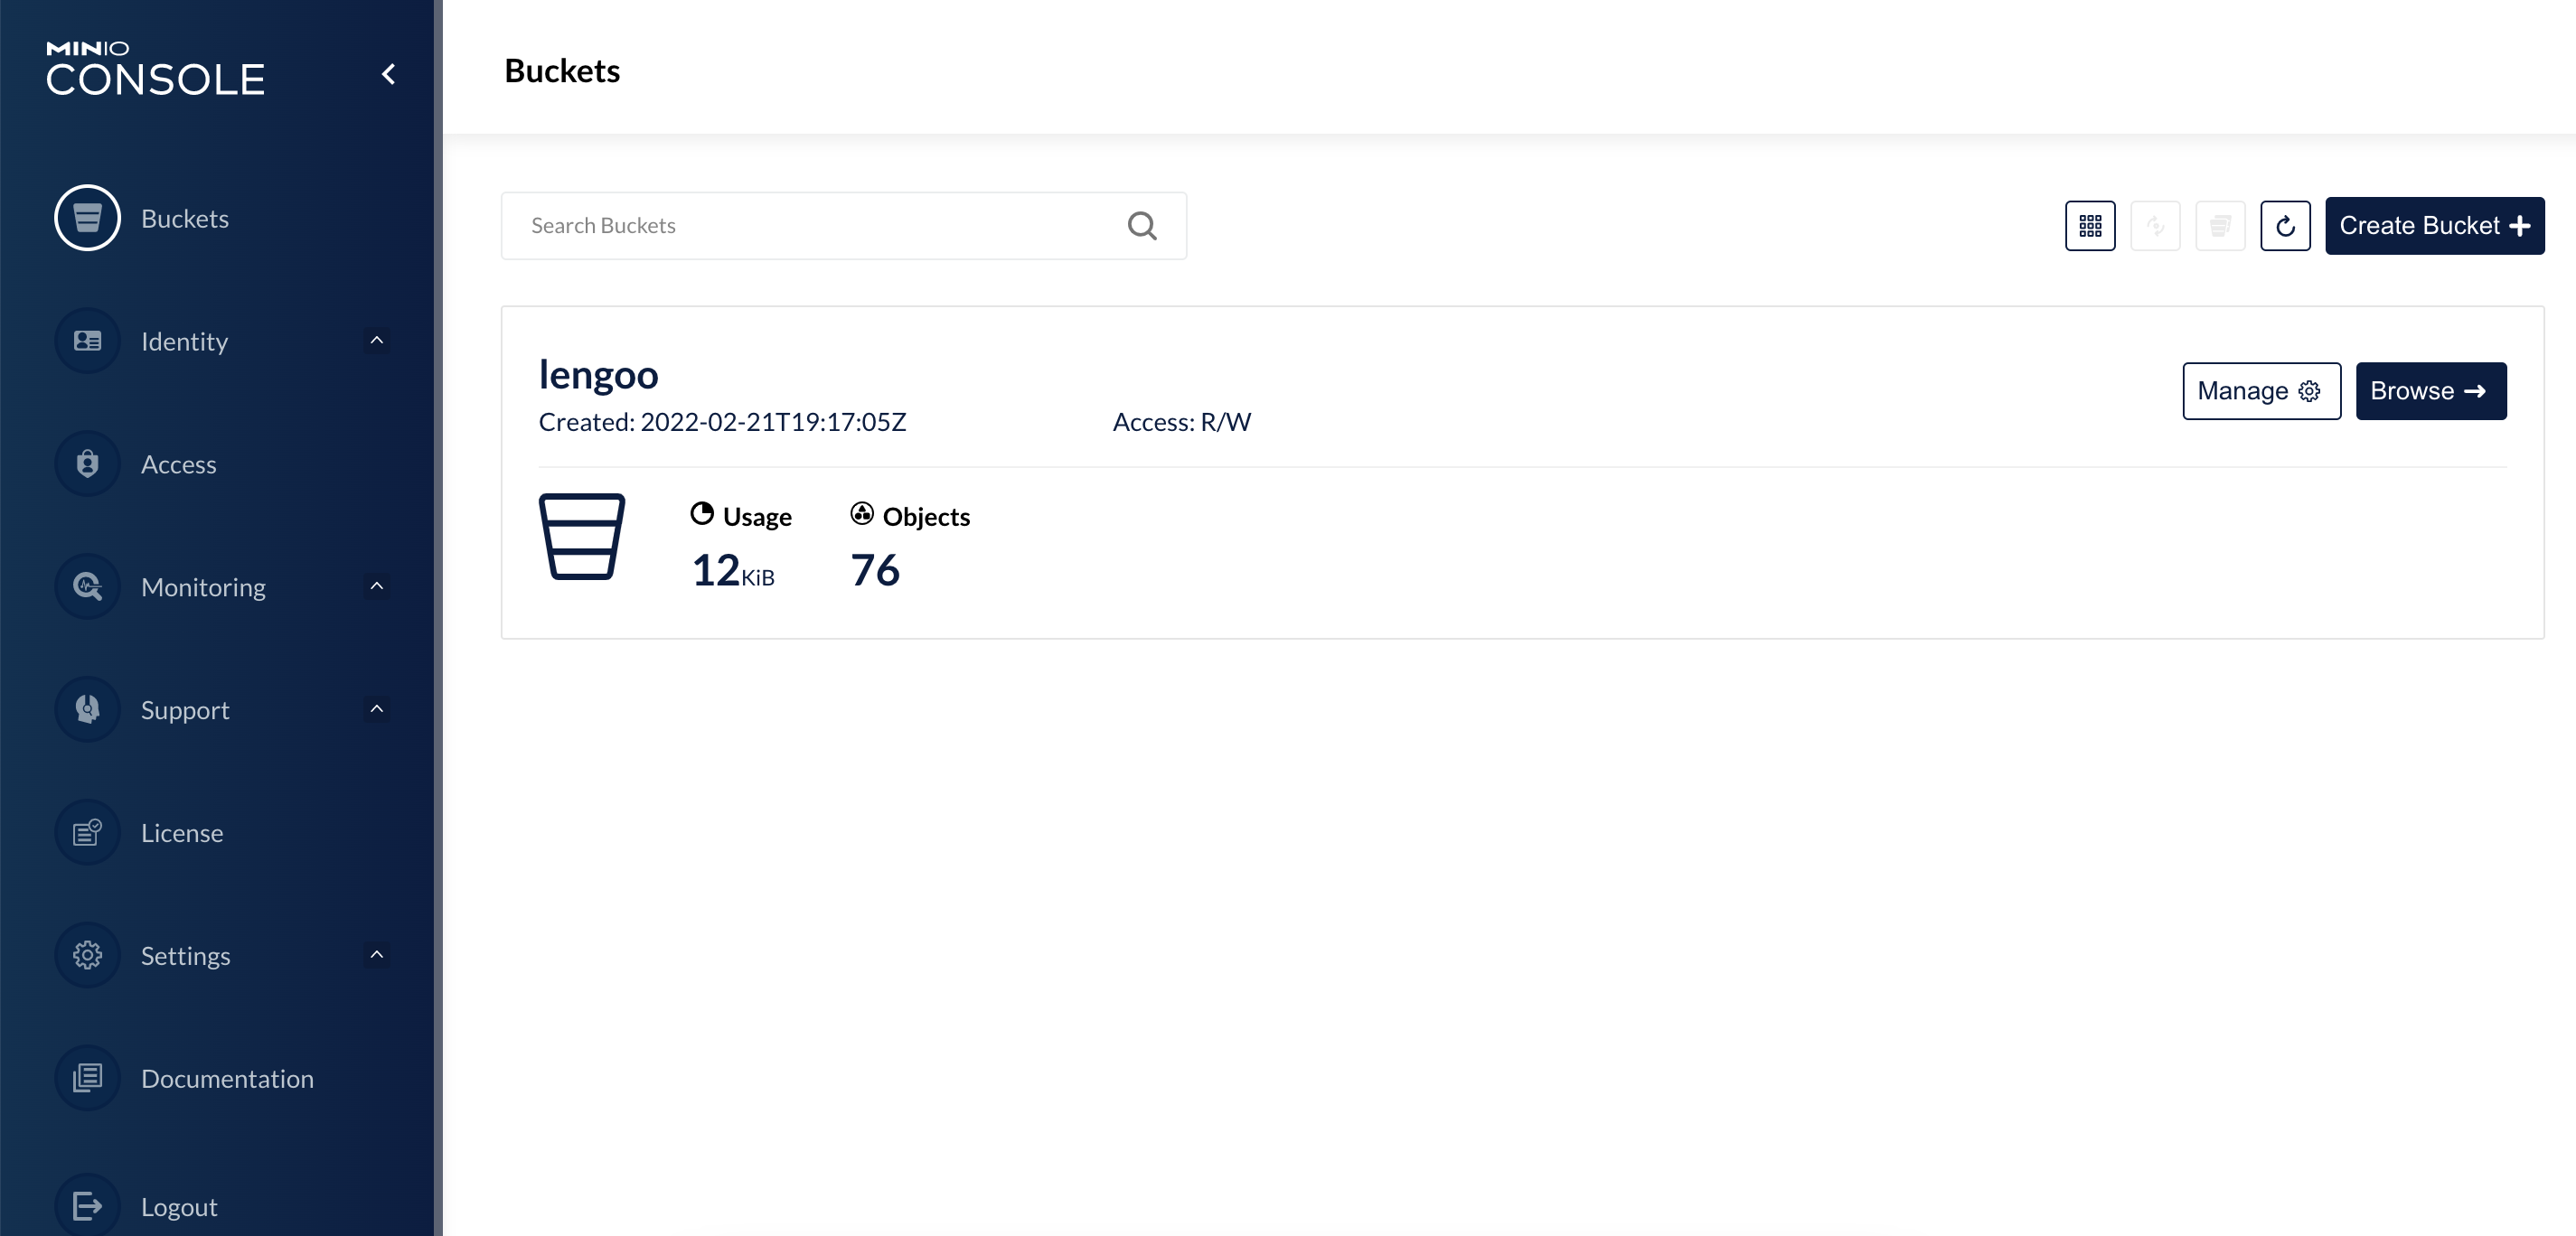 MINIO
CONSOLE
Buckets
Identity
Access
Monitoring
Support
License
Settings
Documentation
Logout
Buckets
Search Buckets
Create Bucket
lengoo
Created: 2022-02-21T19:17:05Z Access: R/W
Manage Browse
Usage Objects
12KiB 76